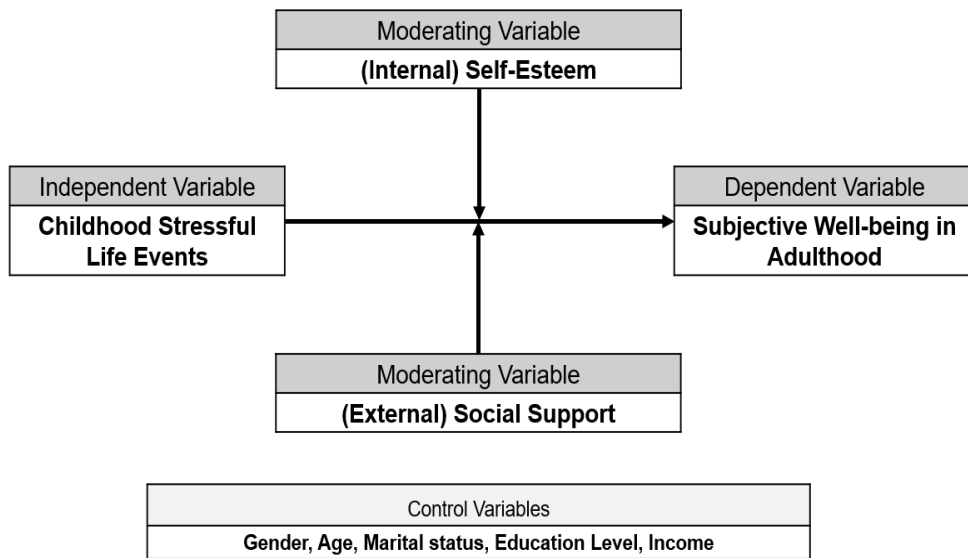 Moderating Variable
(Internal) Self-Esteem
Independent Variable
Childhood Stressful
Life Events
Dependent Variable
Subjective Well-being in
Adulthood
Moderating Variable
(External) Social Support
Control Variables
Gender, Age, Marital status, Education Level, Income